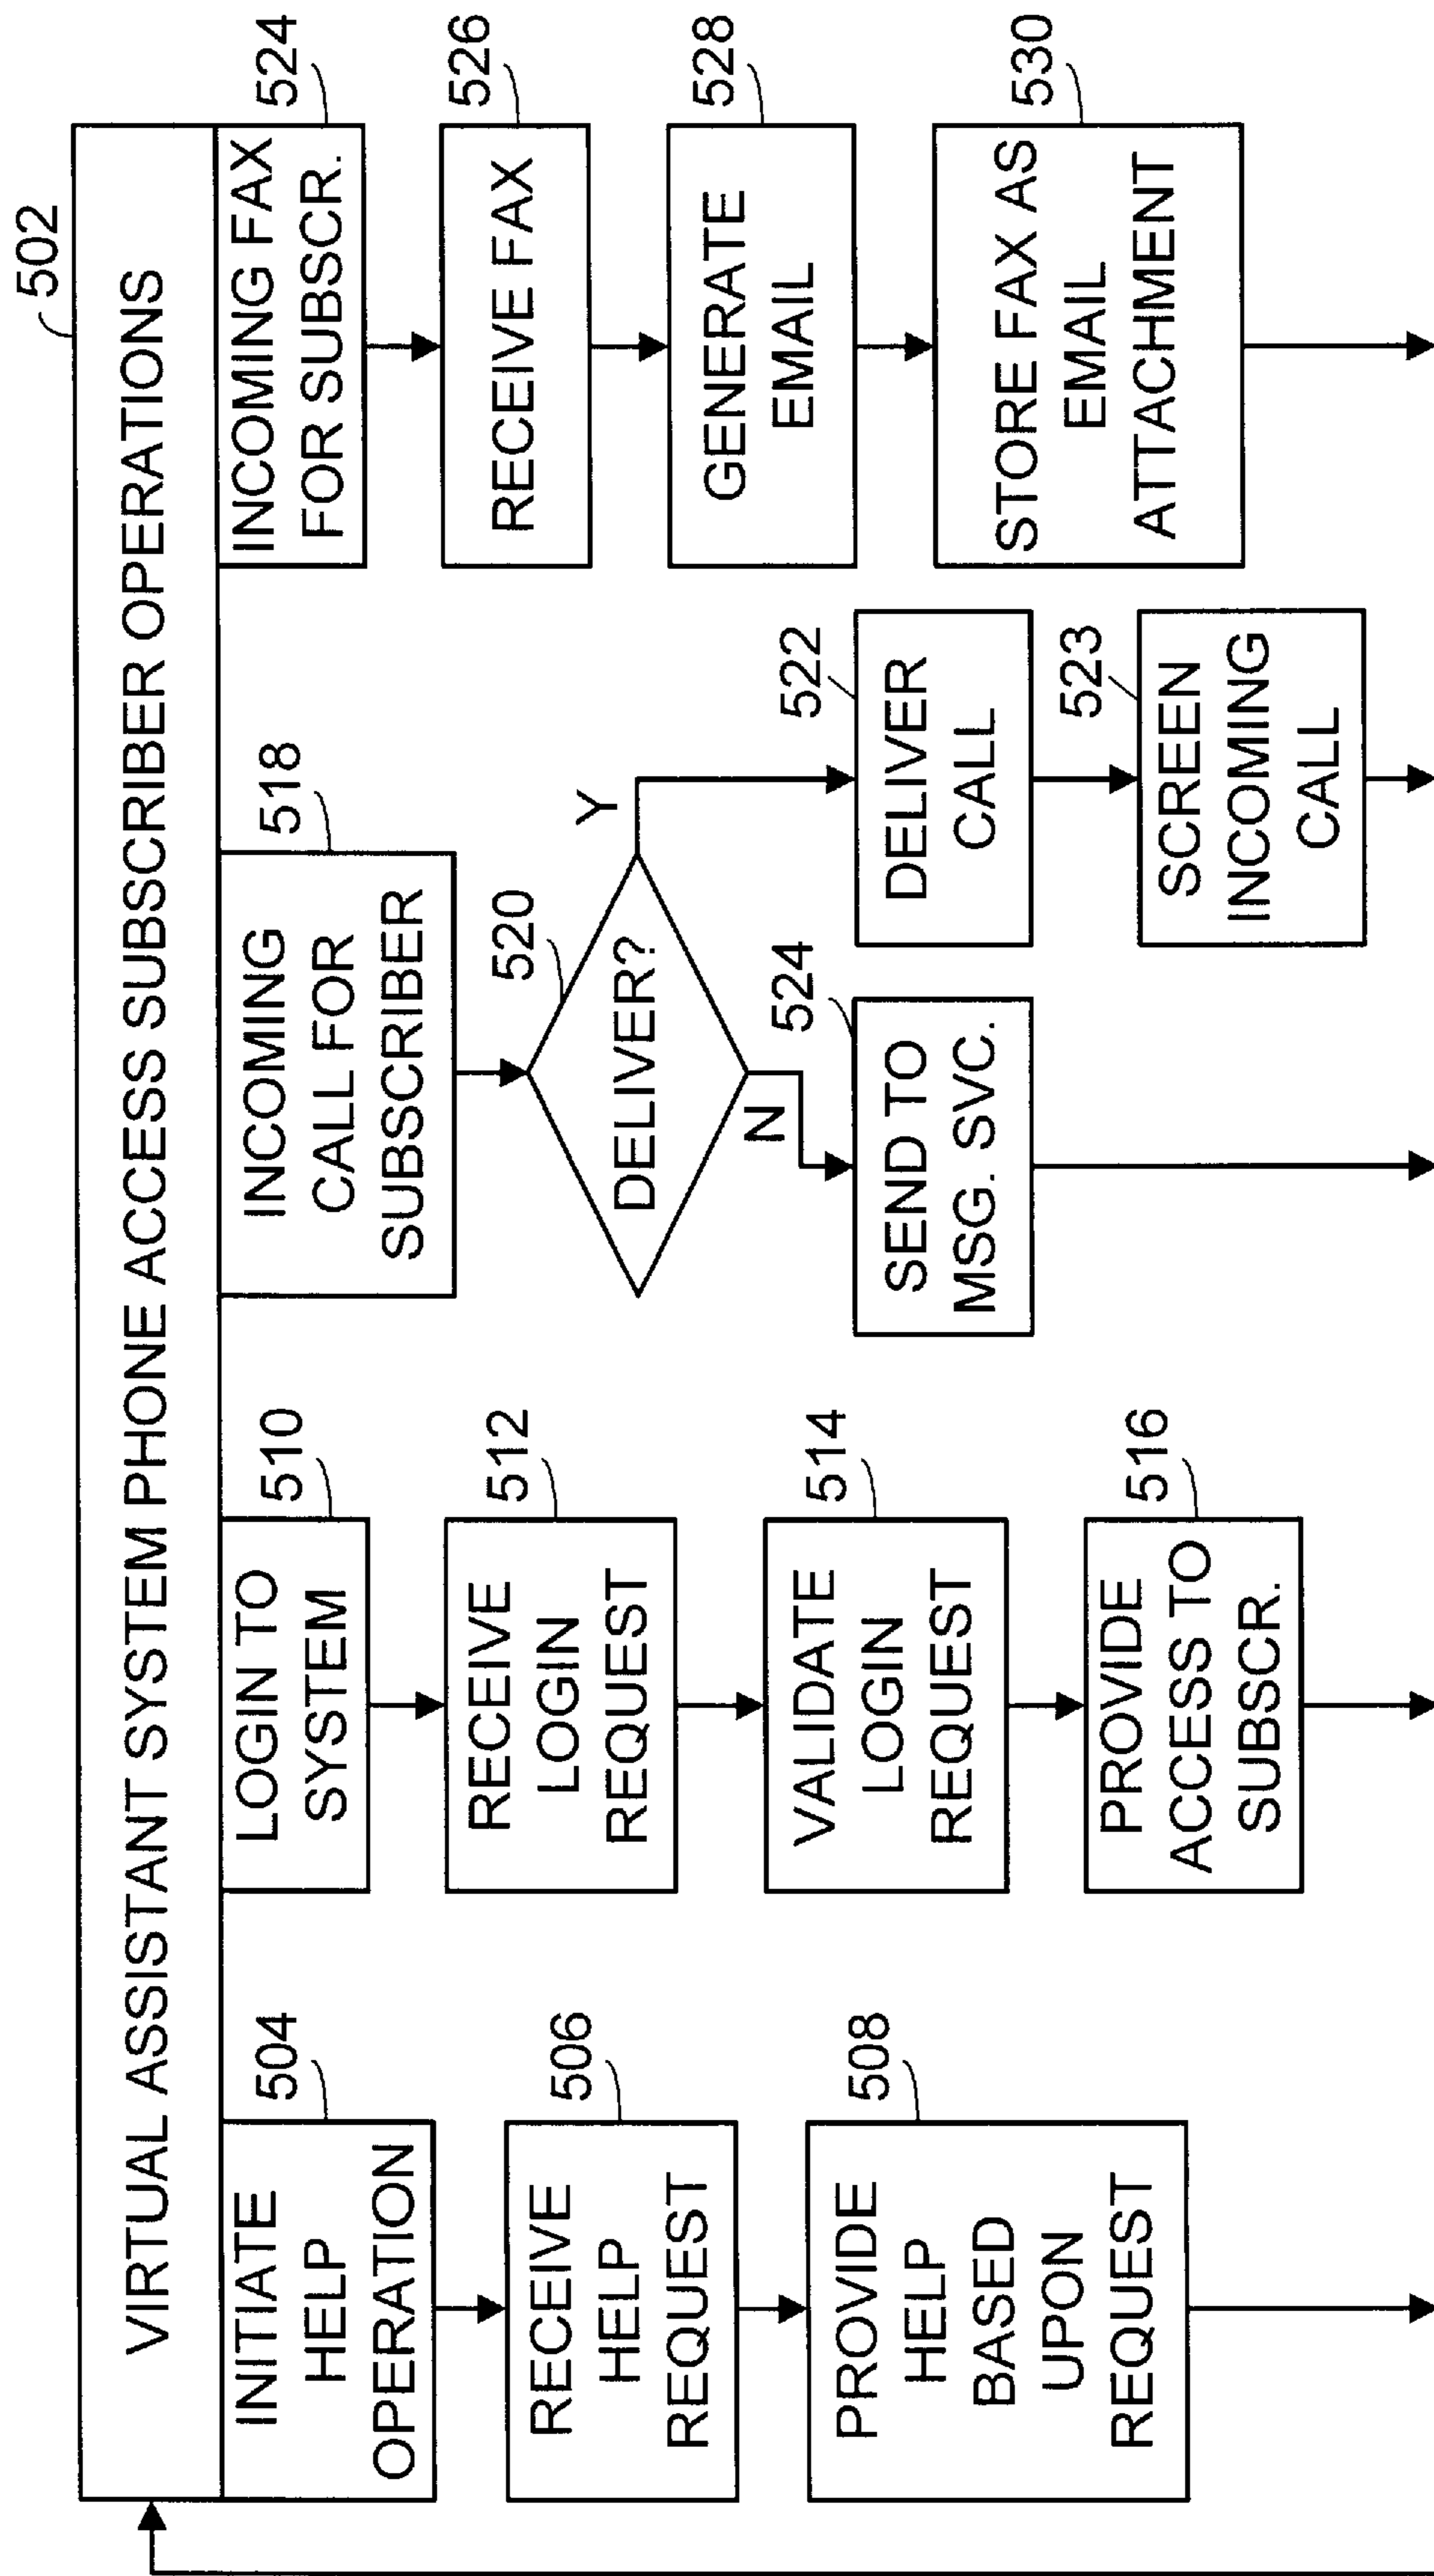 502
VIRTUAL ASSISTANT SYSTEM PHONE ACCESS SUBSCRIBER OPERATIONS
504
INITIATE
HELP
OPERATION
506
RECEIVE
HELP
REQUEST
508
PROVIDE
HELP
BASED
UPON
REQUEST
510
LOGIN TO
SYSTEM
512
RECEIVE
LOGIN
REQUEST
514
VALIDATE
LOGIN
REQUEST
516
PROVIDE
ACCESS TO
SUBSCR.
518
INCOMING
CALL FOR
SUBSCRIBER
520
DELIVER?
Y
N
524
SEND TO
MSG. SVC.
522
DELIVER
CALL
523
SCREEN
INCOMING
CALL
524
INCOMING FAX
FOR SUBSCR.
526
RECEIVE FAX
528
GENERATE
EMAIL
530
STORE FAX AS
EMAIL
ATTACHMENT